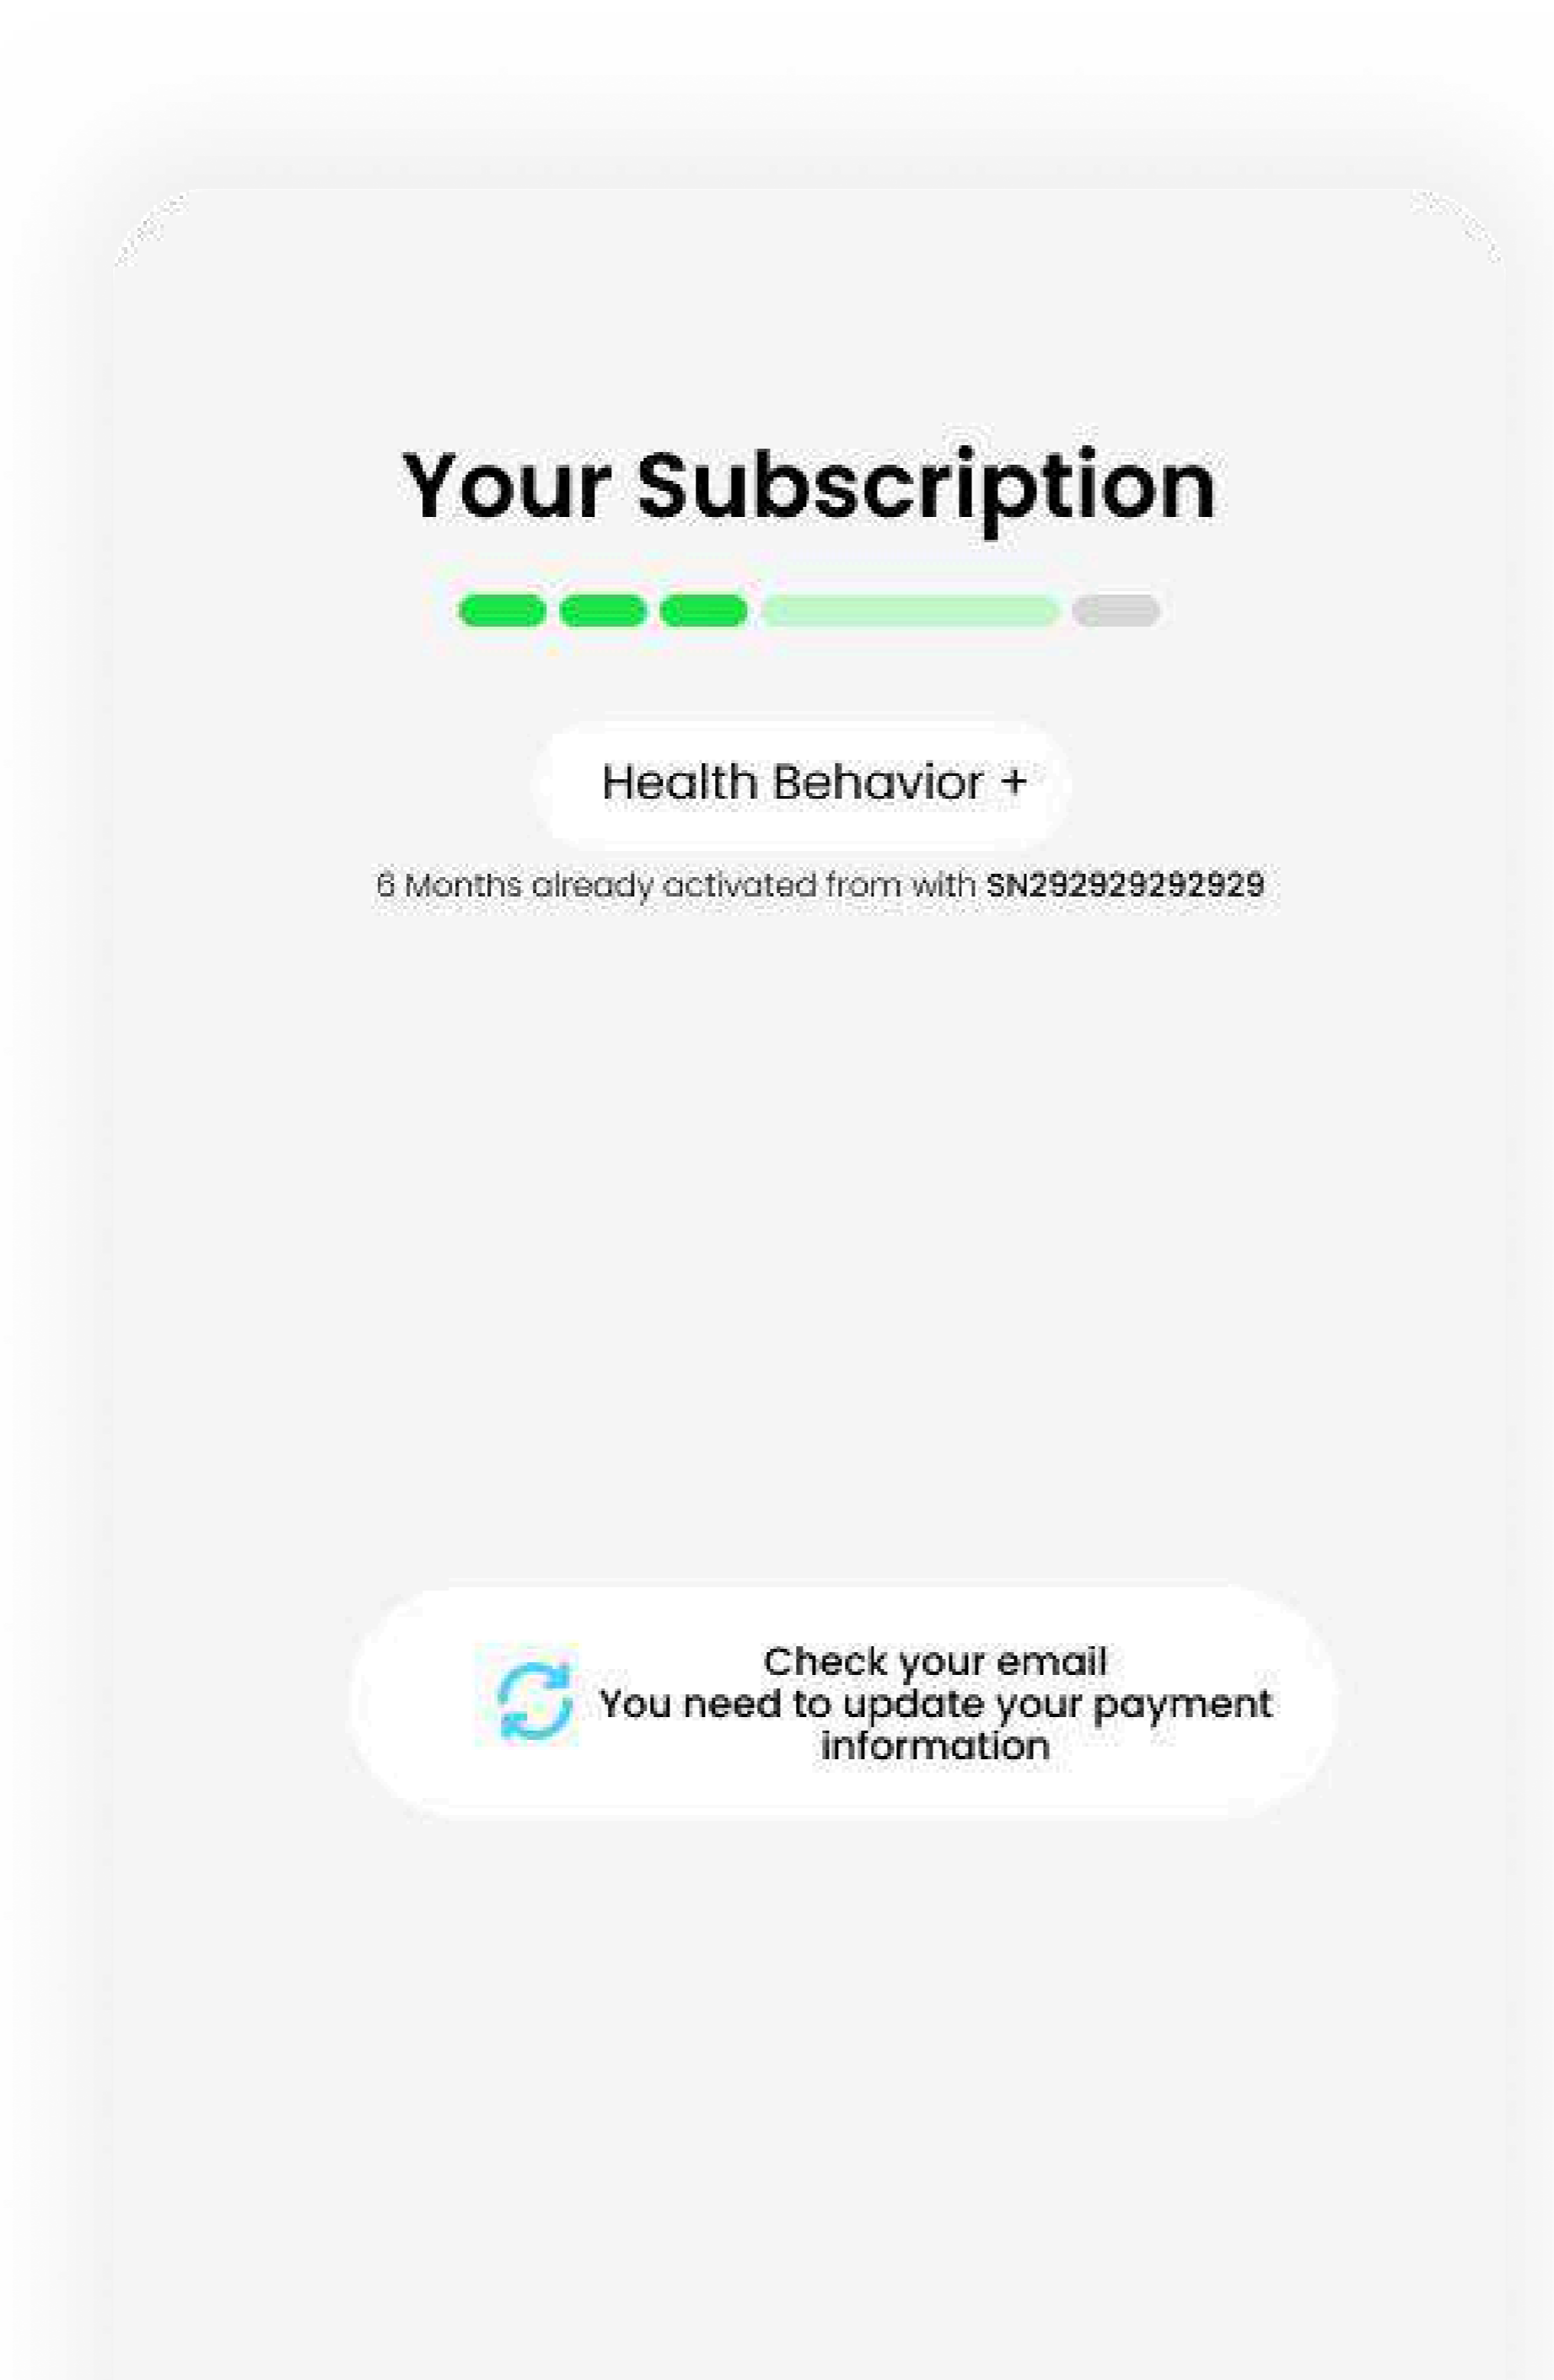 Your Subscription
Health Behavior +
6 Months already activated from with SN292929292929
Check your email
You need to update your payment
information